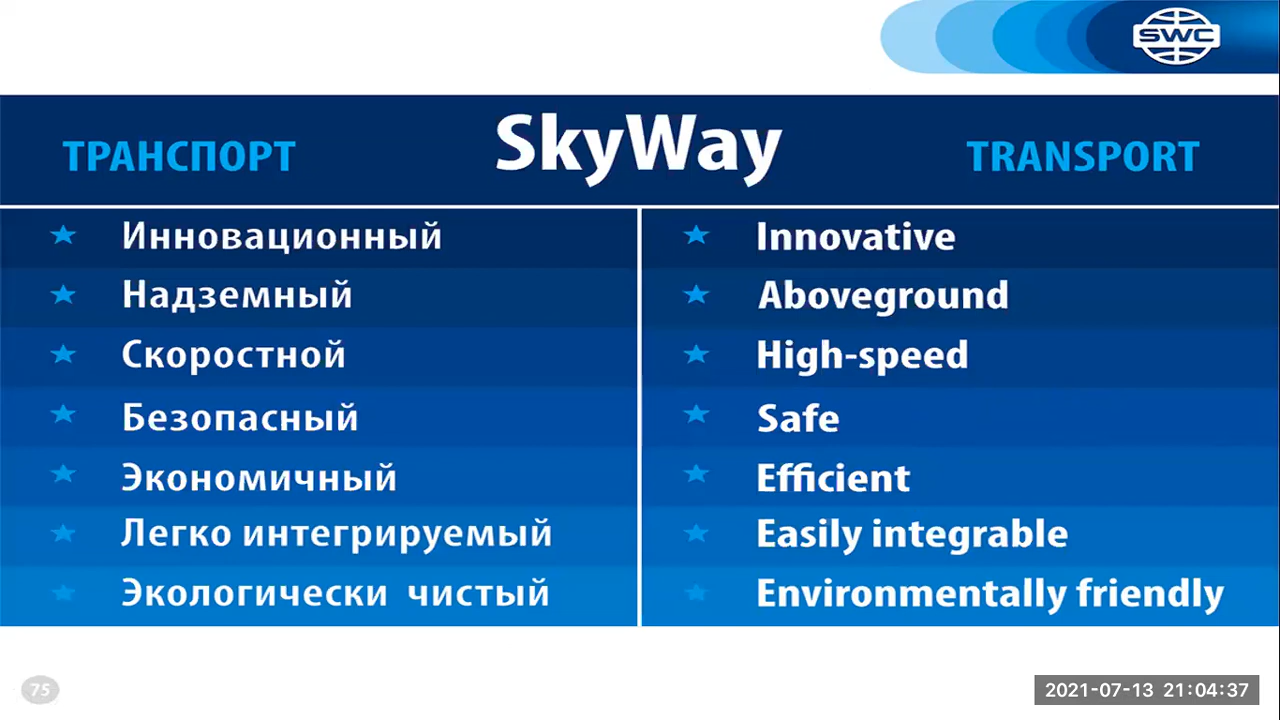 SWC
ТРАНСПОРТ SkyWay TRANSPORT
★ Инновационный ★ Innovative
★ Надземный ★ Aboveground
★ Скоростной ★ High-speed
★ Безопасный ★ Safe
★ Экономичный ★ Efficient
★ Легко интегрируемый ★ Easily integrable
★ Экологически чистый ★ Environmentally friendly
75 2021-07-13 21:04:37